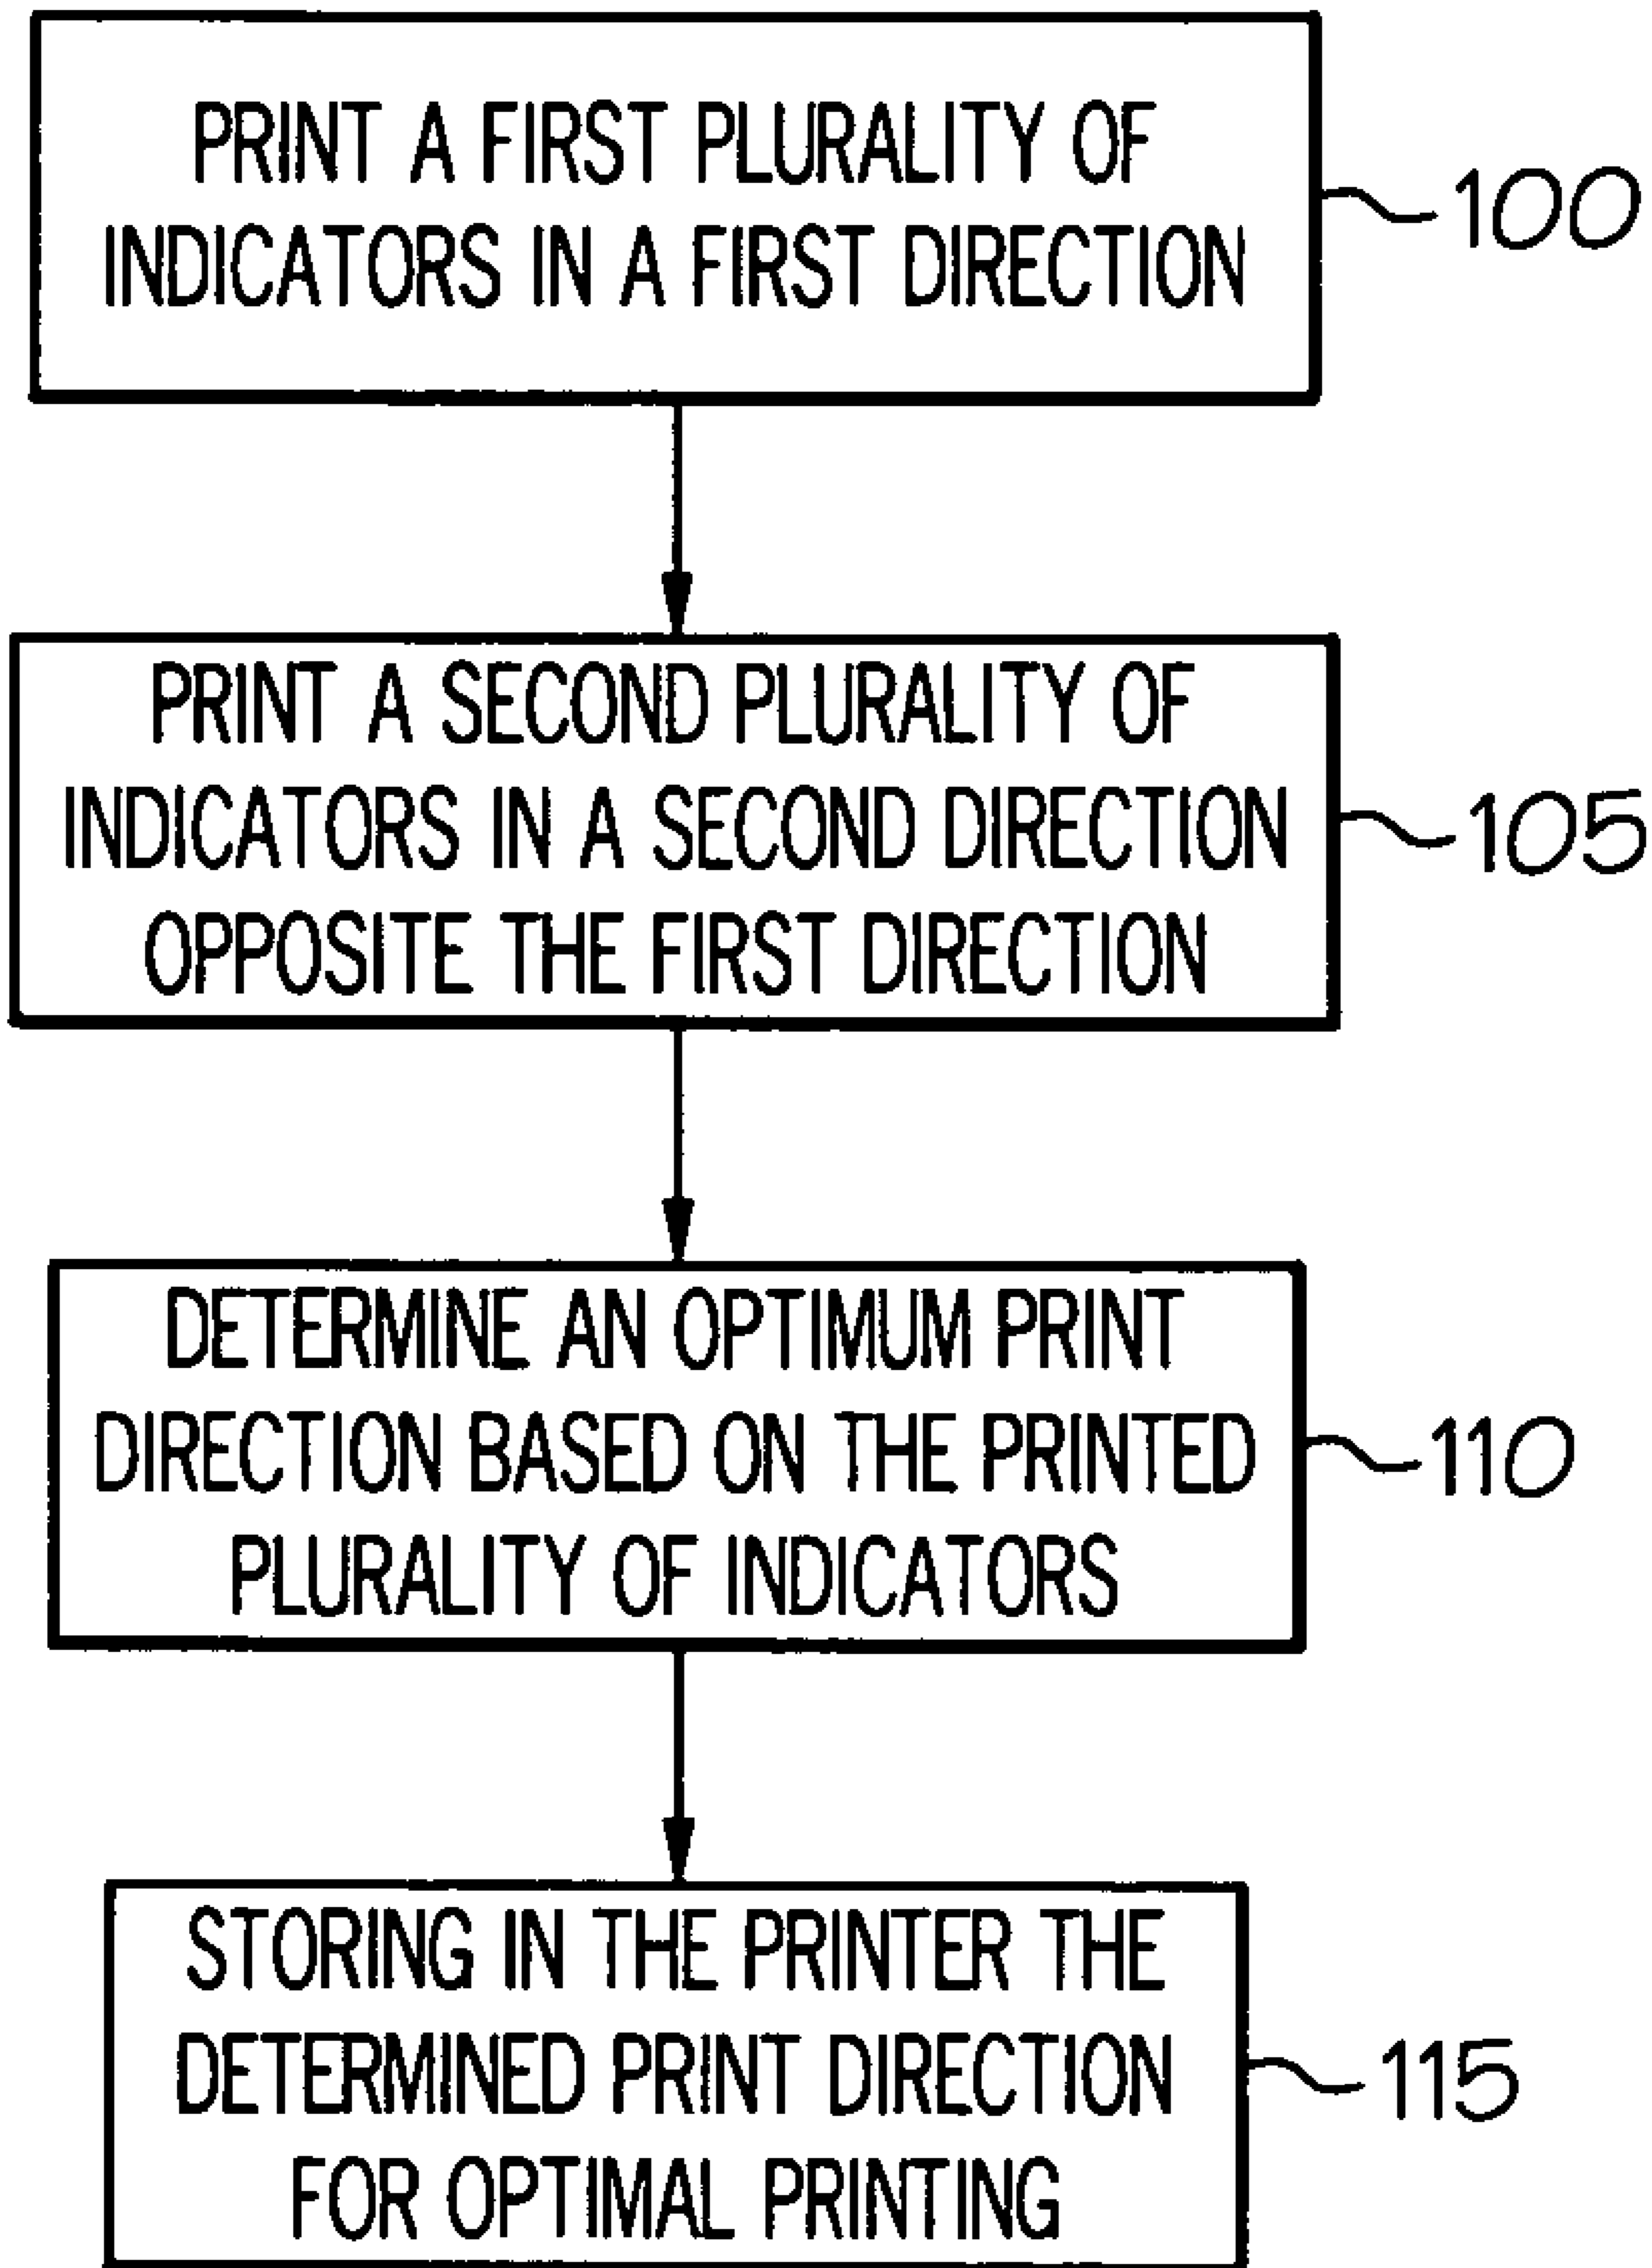 PRINT A FIRST PLURALITY OF
INDICATORS IN A FIRST DIRECTION
100
PRINT A SECOND PLURALITY OF
INDICATORS IN A SECOND DIRECTION
OPPOSITE THE FIRST DIRECTION
105
DETERMINE AN OPTIMUM PRINT
DIRECTION BASED ON THE PRINTED
PLURALITY OF INDICATORS
110
STORING IN THE PRINTER THE
DETERMINED PRINT DIRECTION
FOR OPTIMAL PRINTING
115